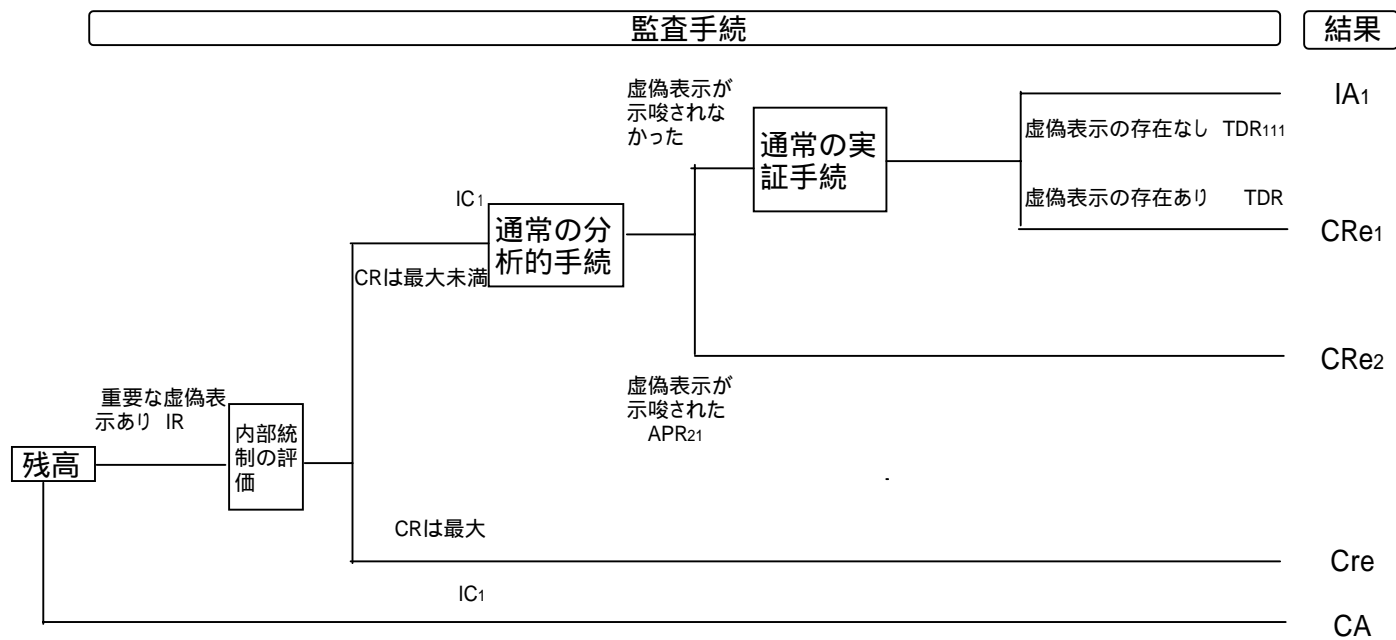 監査手続
結果
虚偽表示が
示唆されな
かった
通常の実
証手続
IA1
虚偽表示の存在なし TDR111
虚偽表示の存在あり TDR
CRe1
IC1
通常の分
析的手続
CRは最大未満
CRe2
虚偽表示が
示唆された
APR21
重要な虚偽表
示あり IR
内部統
制の評
価
残高
CRは最大
Cre
IC1
CA